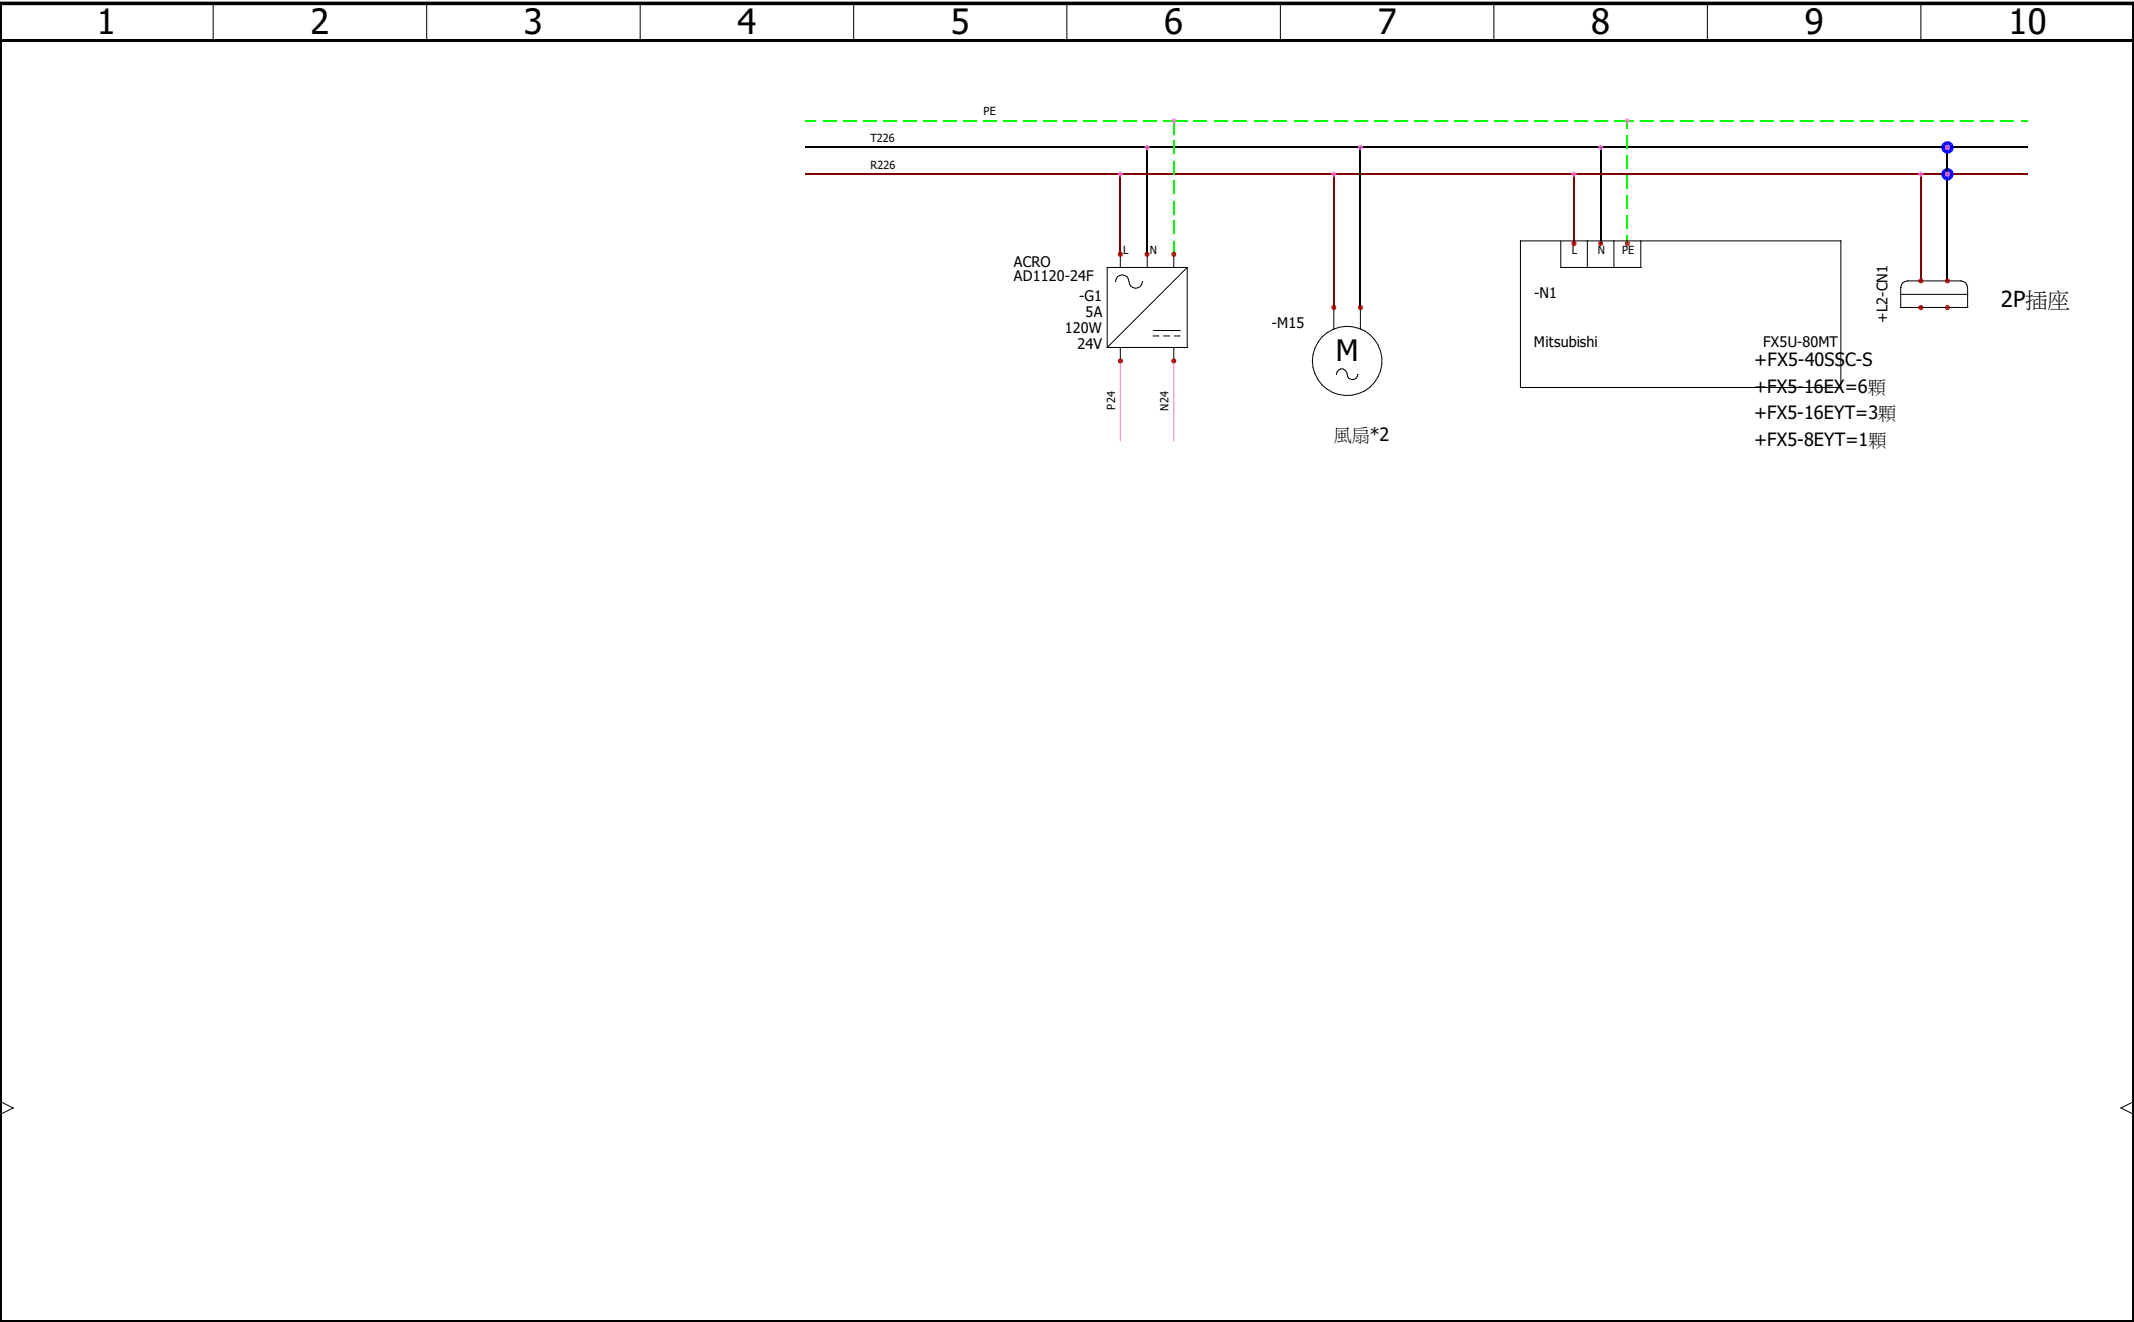 1 2 3 4 5 6 7 8 9 10
PE
T226
R226
L N
L N PE
ACRO
AD1120-24F
-G1
5A
120W
24V
P24
N24
-M15
M
風扇*2
-N1
Mitsubishi
FX5U-80MT
+FX5-40SSC-S
+FX5-16EX=6顆
+FX5-16EYT=3顆
+FX5-8EYT=1顆
+L2-CN1
2P插座